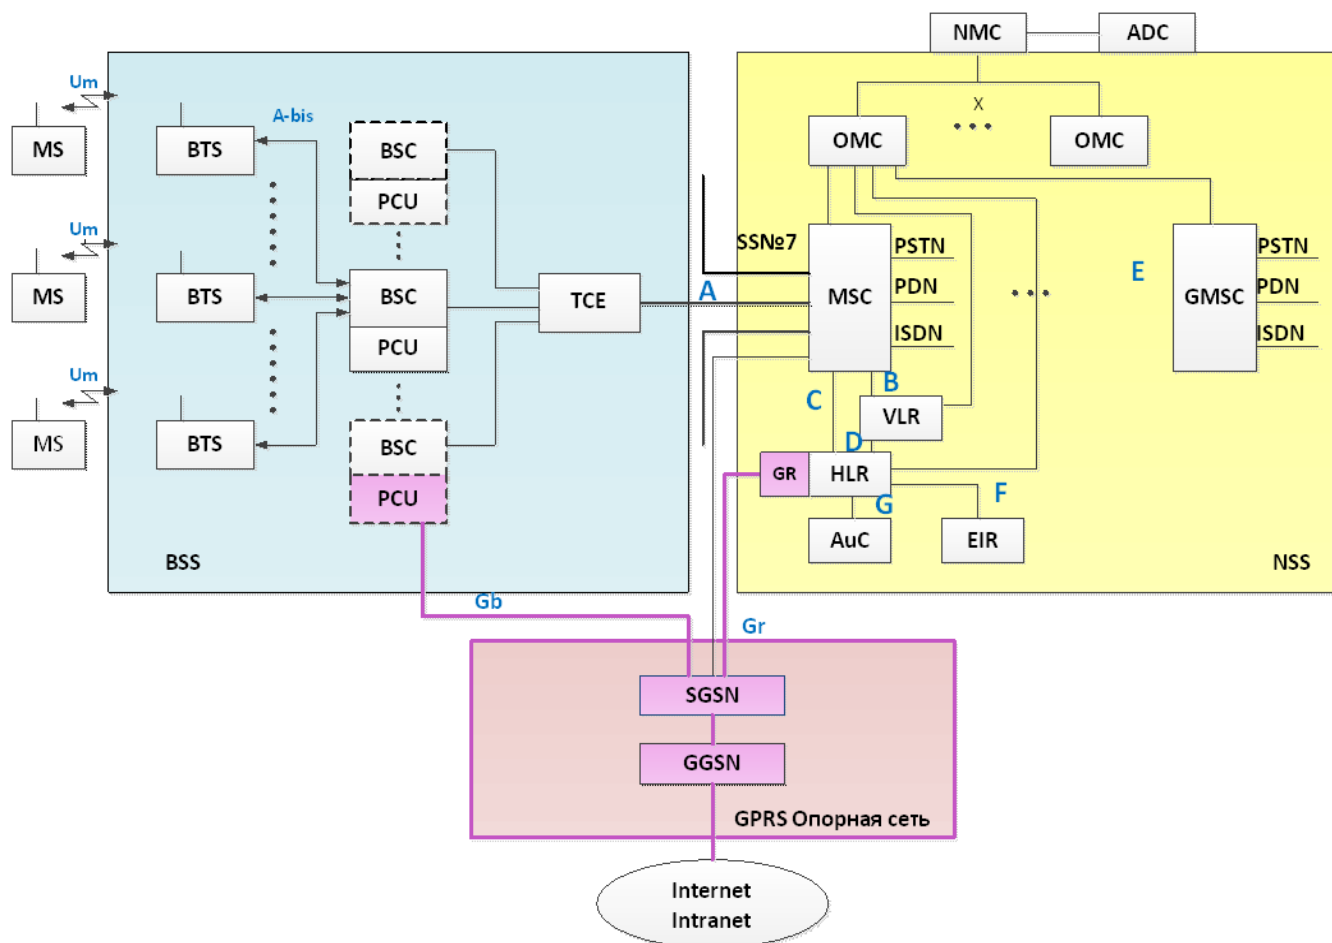 NMC
ADC
Um
A-bis
X
MS
BTS
BSC
PCU
OMC
OMC
Um
SS№7
PSTN
PSTN
MS
BTS
BSC
PCU
TCE
A
MSC
PDN
ISDN
E
GMSC
PDN
ISDN
Um
B
C
VLR
MS
BTS
BSC
PCU
D
GR
HLR
G
F
AuC
EIR
BSS
NSS
Gb
Gr
SGSN
GGSN
GPRS Опорная сеть
Internet
Intranet